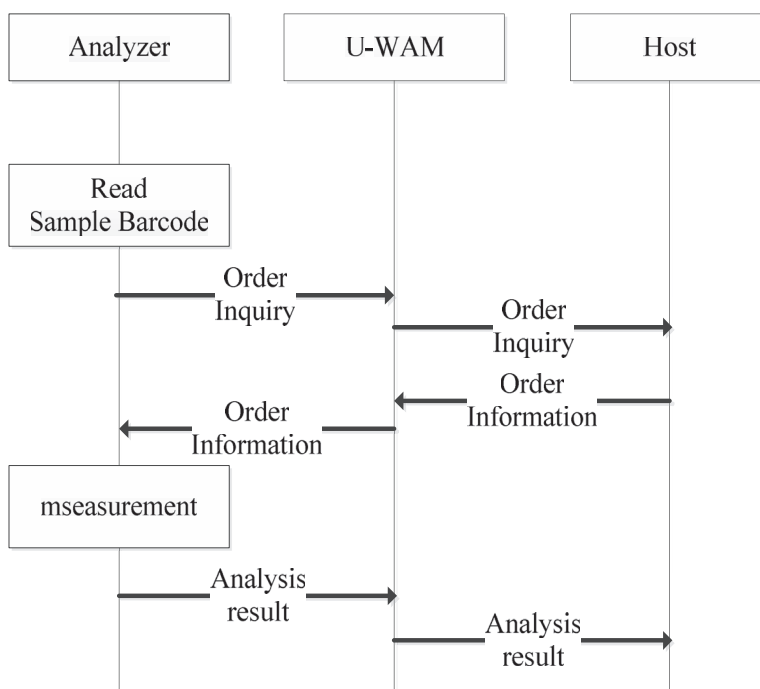 Analyzer
U-WAM
Host
Read
Sample Barcode
Order
Inquiry
Order
Inquiry
Order
Information
Order
Information
mseasurement
Analysis
result
Analysis
result